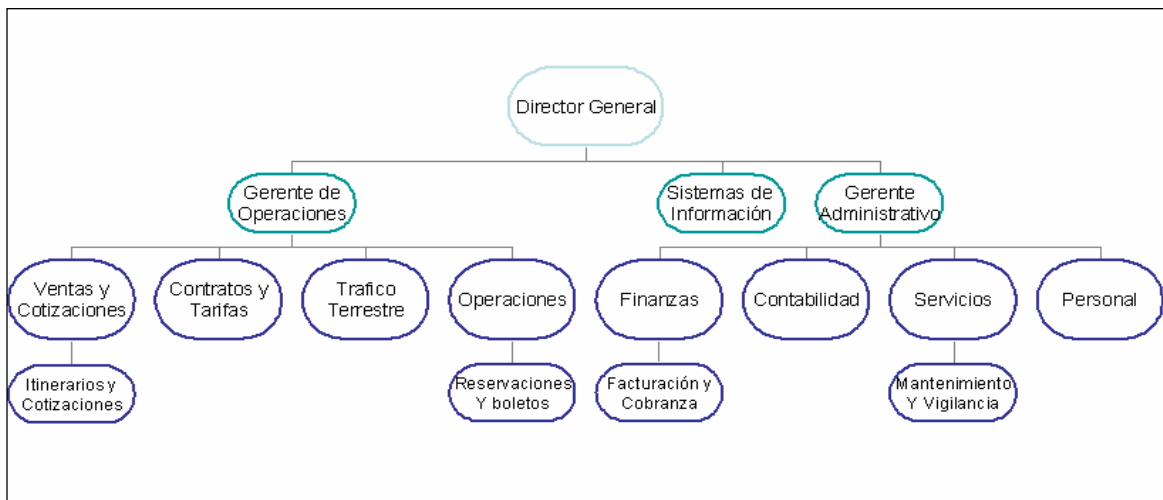 Director General
Gerente de
Operaciones
Sistemas de
Información
Gerente
Administrativo
Ventas y
Cotizaciones
Contratos y
Tarifas
Trafico
Terrestre
Operaciones
Finanzas
Contabilidad
Servicios
Personal
Itinerarios y
Cotizaciones
Reservaciones
Y boletos
Facturación y
Cobranza
Mantenimiento
Y Vigilancia